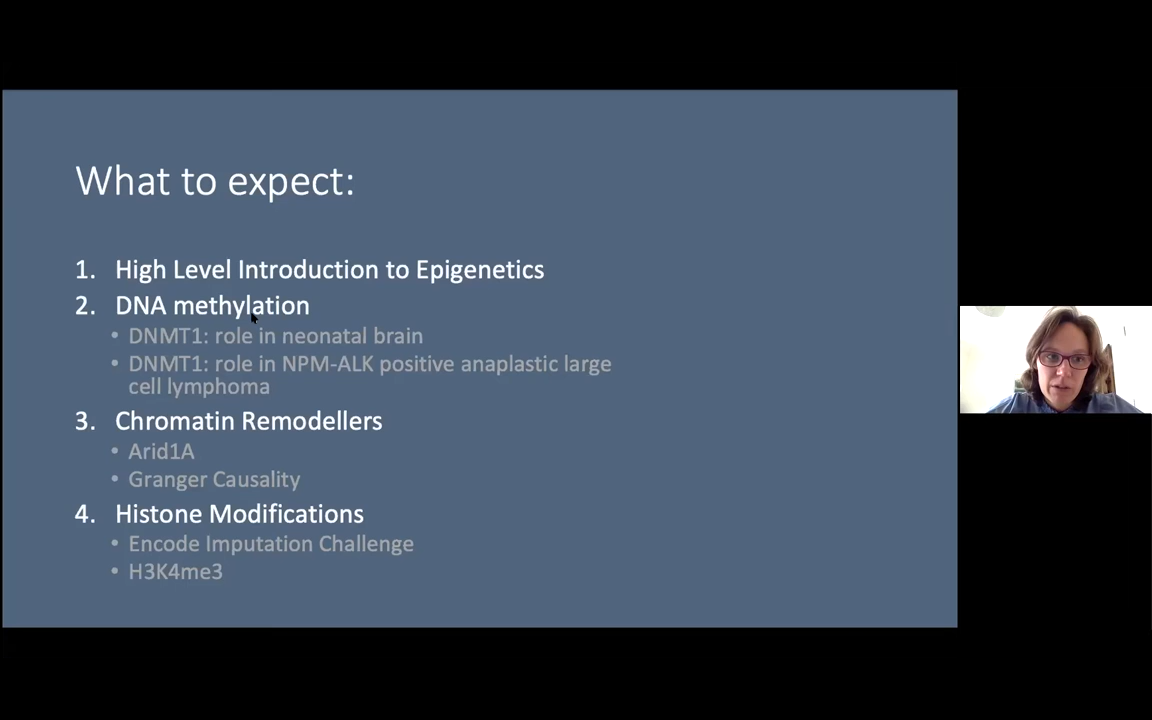 What to expect:
1. High Level Introduction to Epigenetics
2. DNA methylation
• DNMT1: role in neonatal brain
• DNMT1: role in NPM-ALK positive anaplastic large
cell lymphoma
3. Chromatin Remodellers
• Arid1A
• Granger Causality
4. Histone Modifications
• Encode Imputation Challenge
• H3K4me3